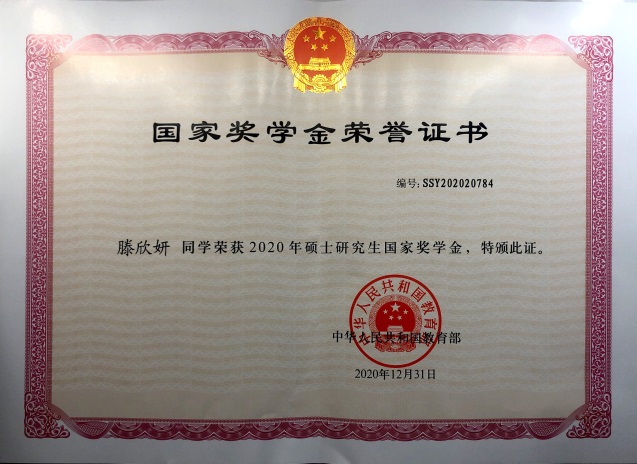 国家奖学金荣誉证书
编号: SSY202020784
滕欣妍 同学荣获2020年硕士研究生国家奖学金，特颁此证。
中华人民共和国教育部
中华人民共和国教育部
2020年12月31日